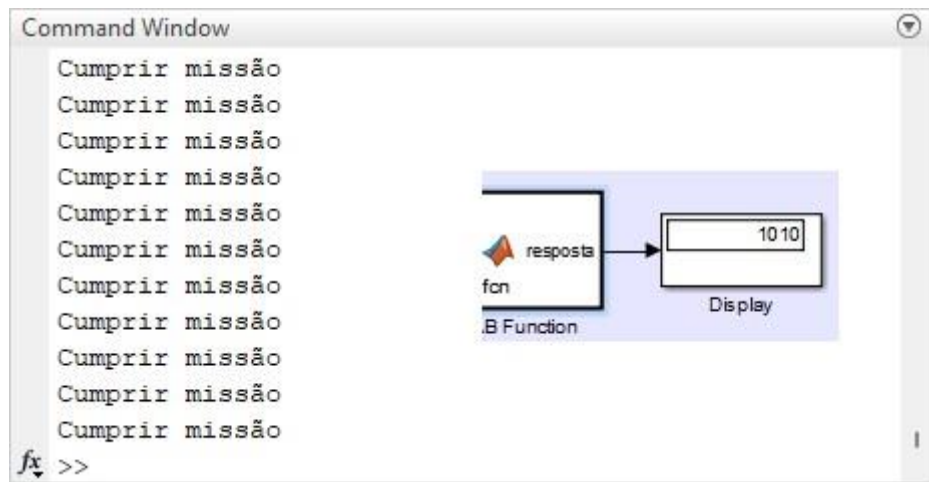 Command Window
Cumprir missão
Cumprir missão
Cumprir missão
Cumprir missão
Cumprir missão
Cumprir missão
Cumprir missão
Cumprir missão
Cumprir missão
Cumprir missão
Cumprir missão
fx >>
resposta
fcn
.B Function
1010
Display